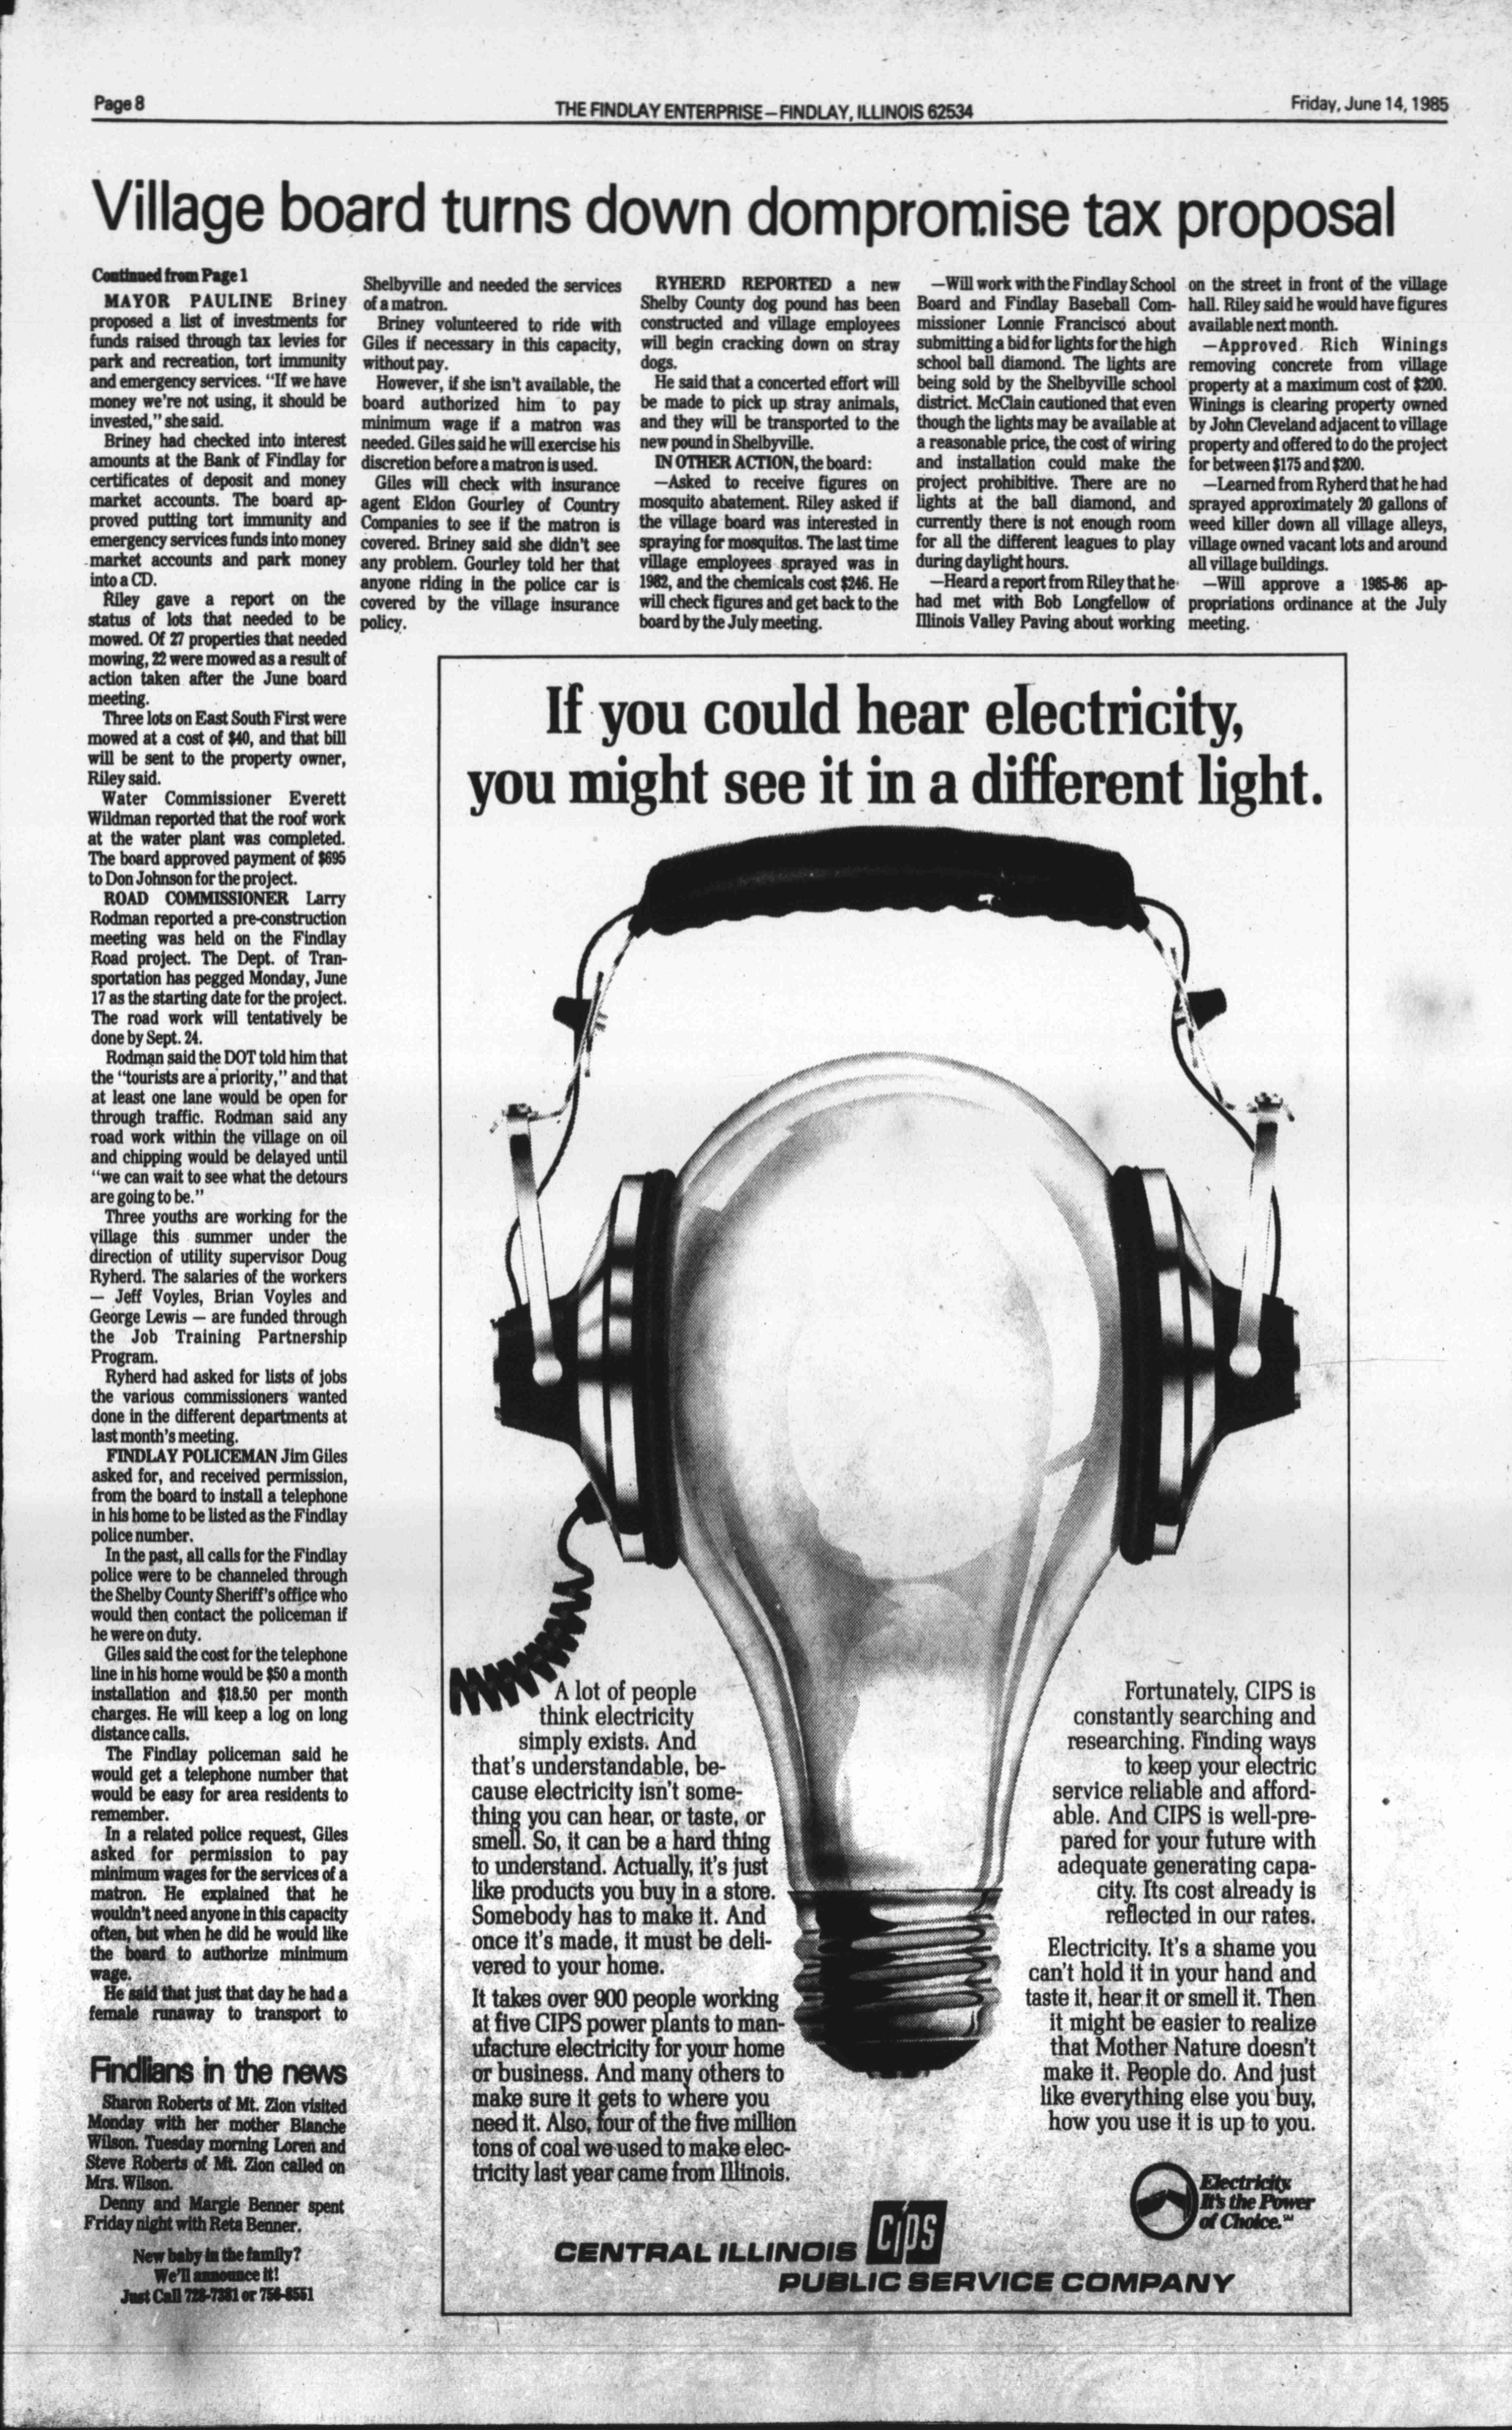 Page 8
THE FINDLAY ENTERPRISE—FINDLAY, ILLINOIS 62534
Friday, June 14, 1985
Village board turns down dompromise tax proposal
Continued from Page 1
MAYOR PAULINE Briney
proposed a list of investments for
funds raised through tax levies for
park and recreation, tort immunity
and emergency services. "If we have
money we're not using, it should be
invested," she said.
Briney had checked into interest
amounts at the Bank of Findlay for
certificates of deposit and money
market accounts. The board ap-
proved putting tort immunity and
emergency services funds into money
market accounts and park money
into a CD.
Riley gave a report on the
status of lots that needed to be
mowed. Of 27 properties that needed
mowing, 22 were mowed as a result of
action taken after the June board
meeting.
Three lots on East South First were
mowed at a cost of $40, and that bill
will be sent to the property owner,
Riley said.
Water Commissioner Everett
Wildman reported that the roof work
at the water plant was completed.
The board approved payment of $695
to Don Johnson for the project.
ROAD COMMISSIONER Larry
Rodman reported a pre-construction
meeting was held on the Findlay
Road project. The Dept. of Tran-
sportation has pegged Monday, June
17 as the starting date for the project.
The road work will tentatively be
done by Sept. 24.
Rodman said the DOT told him that
the "tourists are a priority," and that
at least one lane would be open for
through traffic. Rodman said any
road work within the village on oil
and chipping would be delayed until
"we can wait to see what the detours
are going to be."
Three youths are working for the
village this summer under the
direction of utility supervisor Doug
Ryherd. The salaries of the workers
— Jeff Voyles, Brian Voyles and
George Lewis — are funded through
the Job Training Partnership
Program.
Ryherd had asked for lists of jobs
the various commissioners wanted
done in the different departments at
last month's meeting.
FINDLAY POLICEMAN Jim Giles
asked for, and received permission,
from the board to install a telephone
in his home to be listed as the Findlay
police number.
In the past, all calls for the Findlay
police were to be channeled through
the Shelby County Sheriff's office who
would then contact the policeman if
he were on duty.
Giles said the cost for the telephone
line in his home would be $50 a month
installation and $18.50 per month
charges. He will keep a log on long
distance calls.
The Findlay policeman said he
would get a telephone number that
would be easy for area residents to
remember.
In a related police request, Giles
asked for permission to pay
minimum wages for the services of a
matron. He explained that he
wouldn't need anyone in this capacity
often, but when he did he would like
the board to authorize minimum
wage.
He said that just that day he had a
female runaway to transport to
Shelbyville and needed the services
of a matron.
Briney volunteered to ride with
Giles if necessary in this capacity,
without pay.
However, if she isn't available, the
board authorized him to pay
minimum wage if a matron was
needed. Giles said he will exercise his
discretion before a matron is used.
Giles will check with insurance
agent Eldon Gourley of Country
Companies to see if the matron is
covered. Briney said she didn't see
any problem. Gourley told her that
anyone riding in the police car is
covered by the village insurance
policy.
RYHERD REPORTED a new
Shelby County dog pound has been
constructed and village employees
will begin cracking down on stray
dogs.
He said that a concerted effort will
be made to pick up stray animals,
and they will be transported to the
new pound in Shelbyville.
IN OTHER ACTION, the board:
—Asked to receive figures on
mosquito abatement. Riley asked if
the village board was interested in
spraying for mosquitos. The last time
village employees sprayed was in
1982, and the chemicals cost $246. He
will check figures and get back to the
board by the July meeting.
—Will work with the Findlay School
Board and Findlay Baseball Com-
missioner Lonnie Francisco about
submitting a bid for lights for the high
school ball diamond. The lights are
being sold by the Shelbyville school
district. McClain cautioned that even
though the lights may be available at
a reasonable price, the cost of wiring
and installation could make the
project prohibitive. There are no
lights at the ball diamond, and
currently there is not enough room
for all the different leagues to play
during daylight hours.
—Heard a report from Riley that he
had met with Bob Longfellow of
Illinois Valley Paving about working
on the street in front of the village
hall. Riley said he would have figures
available next month.
—Approved Rich Winings
removing concrete from village
property at a maximum cost of $200.
Winings is clearing property owned
by John Cleveland adjacent to village
property and offered to do the project
for between $175 and $200.
—Learned from Ryherd that he had
sprayed approximately 20 gallons of
weed killer down all village alleys,
village owned vacant lots and around
all village buildings.
—Will approve a 1985-86 ap-
propriations ordinance at the July
meeting.
Findlians in the news
Sharon Roberts of Mt. Zion visited
Monday with her mother Blanche
Wilson. Tuesday morning Loren and
Steve Roberts of Mt. Zion called on
Mrs. Wilson.
Denny and Margie Benner spent
Friday night with Reta Benner.
New baby in the family?
We'll announce it!
Just Call 728-7381 or 756-8551
If you could hear electricity,
you might see it in a different light.
A lot of people
think electricity
simply exists. And
that's understandable, be-
cause electricity isn't some-
thing you can hear, or taste, or
smell. So, it can be a hard thing
to understand. Actually, it's just
like products you buy in a store.
Somebody has to make it. And
once it's made, it must be deli-
vered to your home.
It takes over 900 people working
at five CIPS power plants to man-
ufacture electricity for your home
or business. And many others to
make sure it gets to where you
need it. Also, four of the five million
tons of coal we used to make elec-
tricity last year came from Illinois.
Fortunately, CIPS is
constantly searching and
researching. Finding ways
to keep your electric
service reliable and afford-
able. And CIPS is well-pre-
pared for your future with
adequate generating capa-
city. Its cost already is
reflected in our rates.
Electricity. It's a shame you
can't hold it in your hand and
taste it, hear it or smell it. Then
it might be easier to realize
that Mother Nature doesn't
make it. People do. And just
like everything else you buy,
how you use it is up to you.
Electricity.
It's the Power
of Choice.℠
CENTRAL ILLINOIS
CIPS
PUBLIC SERVICE COMPANY